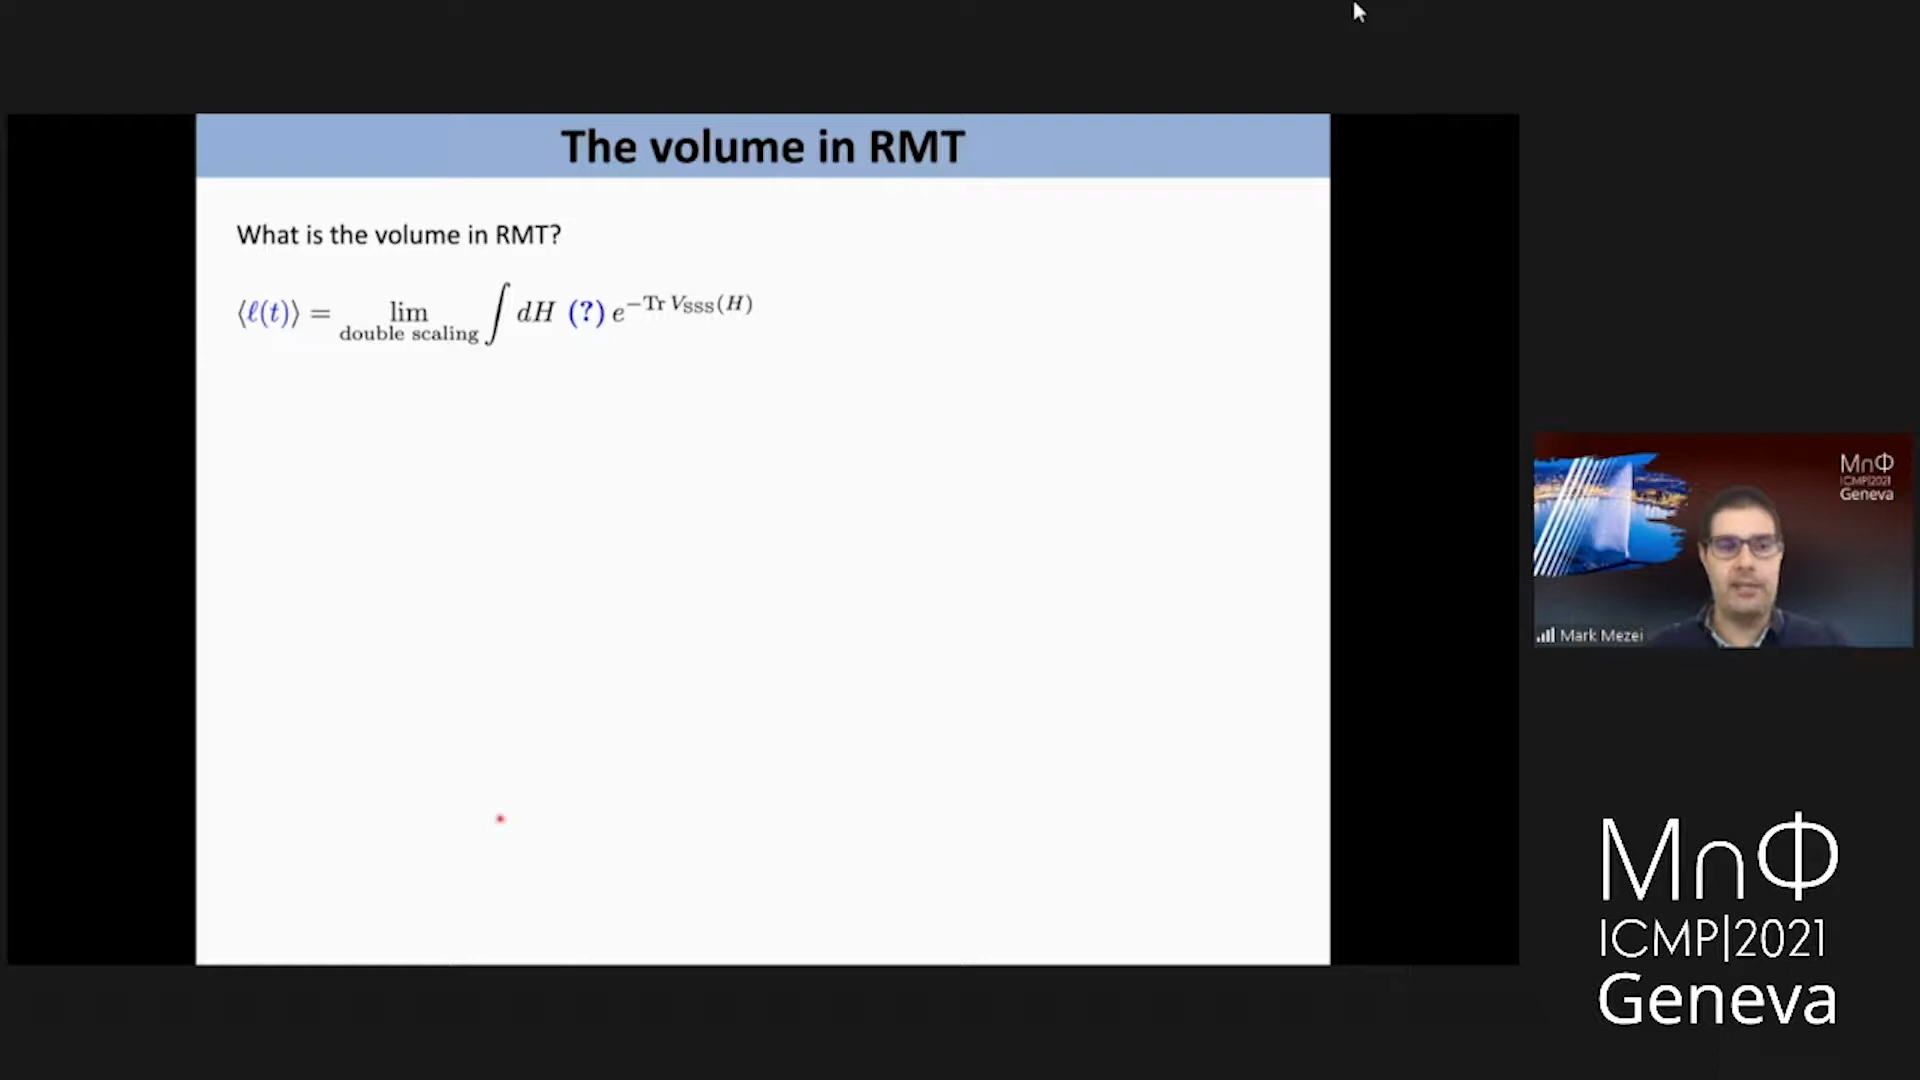 The volume in RMT
What is the volume in RMT?
⟨ℓ(t)⟩ = lim double scaling ∫ dH (?) e^{−Tr V_SSS(H)}
MnΦ
ICMP|2021
Geneva
Mark Mezei
MnΦ
ICMP|2021
Geneva